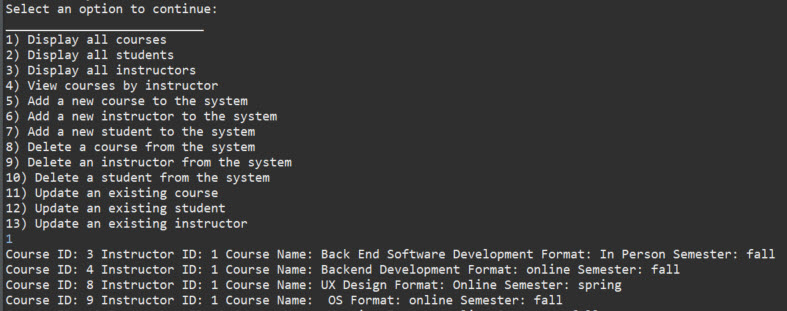 Select an option to continue:
___________________________
1) Display all courses
2) Display all students
3) Display all instructors
4) View courses by instructor
5) Add a new course to the system
6) Add a new instructor to the system
7) Add a new student to the system
8) Delete a course from the system
9) Delete an instructor from the system
10) Delete a student from the system
11) Update an existing course
12) Update an existing student
13) Update an existing instructor
1
Course ID: 3 Instructor ID: 1 Course Name: Back End Software Development Format: In Person Semester: fall
Course ID: 4 Instructor ID: 1 Course Name: Backend Development Format: online Semester: fall
Course ID: 8 Instructor ID: 1 Course Name: UX Design Format: Online Semester: spring
Course ID: 9 Instructor ID: 1 Course Name:  OS Format: online Semester: fall